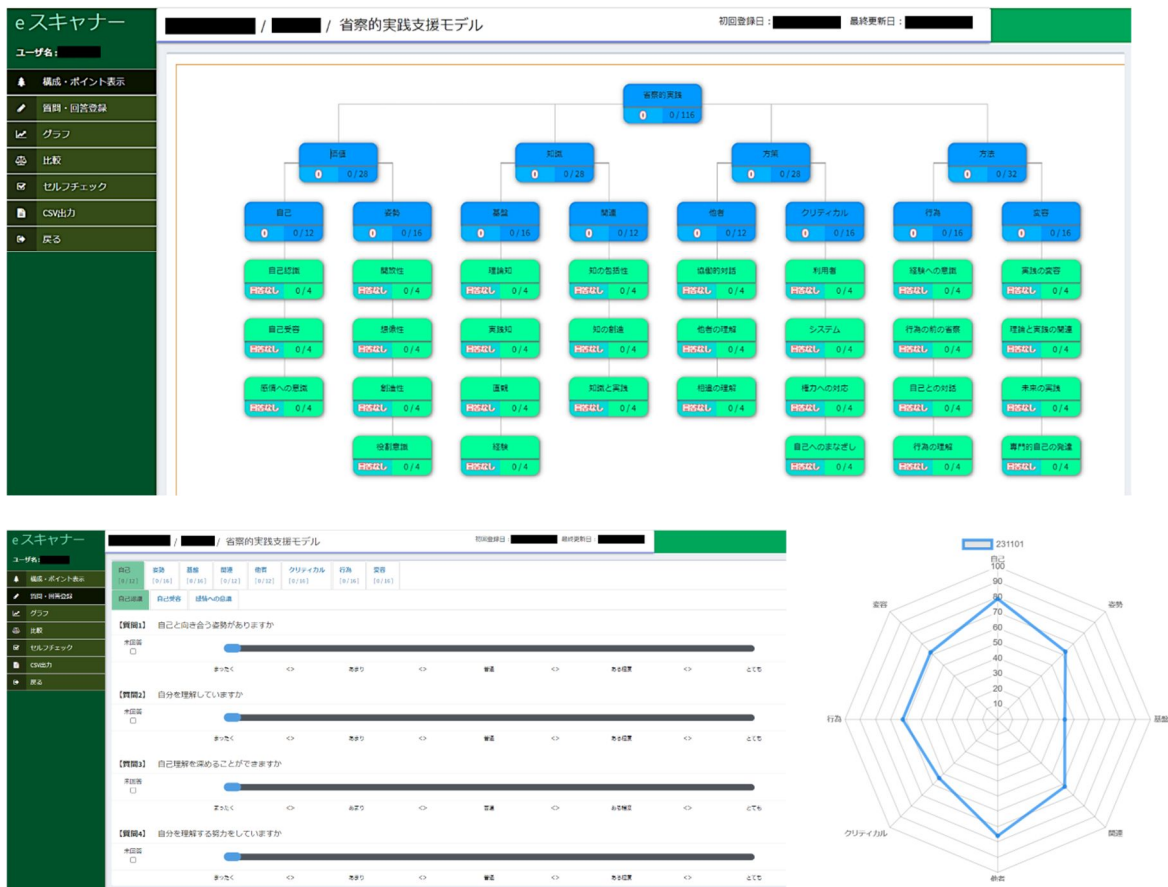 eスキャナー
ユーザ名：
構成・ポイント表示
質問・回答登録
グラフ
比較
セルフチェック
CSV出力
戻る
/ / 省察的実践支援モデル
初回登録日： 最終更新日：
省察的実践
0 0/116
価値 知識 方策 方法
0 0/28 0 0/28 0 0/28 0 0/32
自己 姿勢 基盤 関連 他者 クリティカル 行為 変容
0 0/12 0 0/16 0 0/16 0 0/12 0 0/12 0 0/16 0 0/16 0 0/16
自己認識 開放性 理論知 知の包括性 協働的対話 利用者 経験への意識 実践の変容
回答なし 0/4 回答なし 0/4 回答なし 0/4 回答なし 0/4 回答なし 0/4 回答なし 0/4 回答なし 0/4 回答なし 0/4
自己受容 想像性 実践知 知の創造 他者の理解 システム 行為の前の省察 理論と実践の関連
回答なし 0/4 回答なし 0/4 回答なし 0/4 回答なし 0/4 回答なし 0/4 回答なし 0/4 回答なし 0/4 回答なし 0/4
感情への意識 創造性 直観 知識と実践 相違の理解 権力への対応 自己との対話 未来の実践
回答なし 0/4 回答なし 0/4 回答なし 0/4 回答なし 0/4 回答なし 0/4 回答なし 0/4 回答なし 0/4 回答なし 0/4
役割意識 経験 自己へのまなざし 行為の理解 専門的自己の発達
回答なし 0/4 回答なし 0/4 回答なし 0/4 回答なし 0/4 回答なし 0/4
eスキャナー
ユーザ名：
構成・ポイント表示
質問・回答登録
グラフ
比較
セルフチェック
CSV出力
戻る
/ / 省察的実践支援モデル
初回登録日： 最終更新日：
自己 姿勢 基盤 関連 他者 クリティカル 行為 変容
[0/12] [0/16] [0/16] [0/12] [0/12] [0/16] [0/16] [0/16]
自己認識 自己受容 感情への意識
【質問1】 自己と向き合う姿勢がありますか
未回答
まったく <> あまり <> 普通 <> ある程度 <> とても
【質問2】 自分を理解していますか
未回答
まったく <> あまり <> 普通 <> ある程度 <> とても
【質問3】 自己理解を深めることができますか
未回答
まったく <> あまり <> 普通 <> ある程度 <> とても
【質問4】 自分を理解する努力をしていますか
未回答
まったく <> あまり <> 普通 <> ある程度 <> とても
231101
自己
100
90
80
70
60
50
40
30
20
10
姿勢
基盤
関連
他者
クリティカル
行為
変容